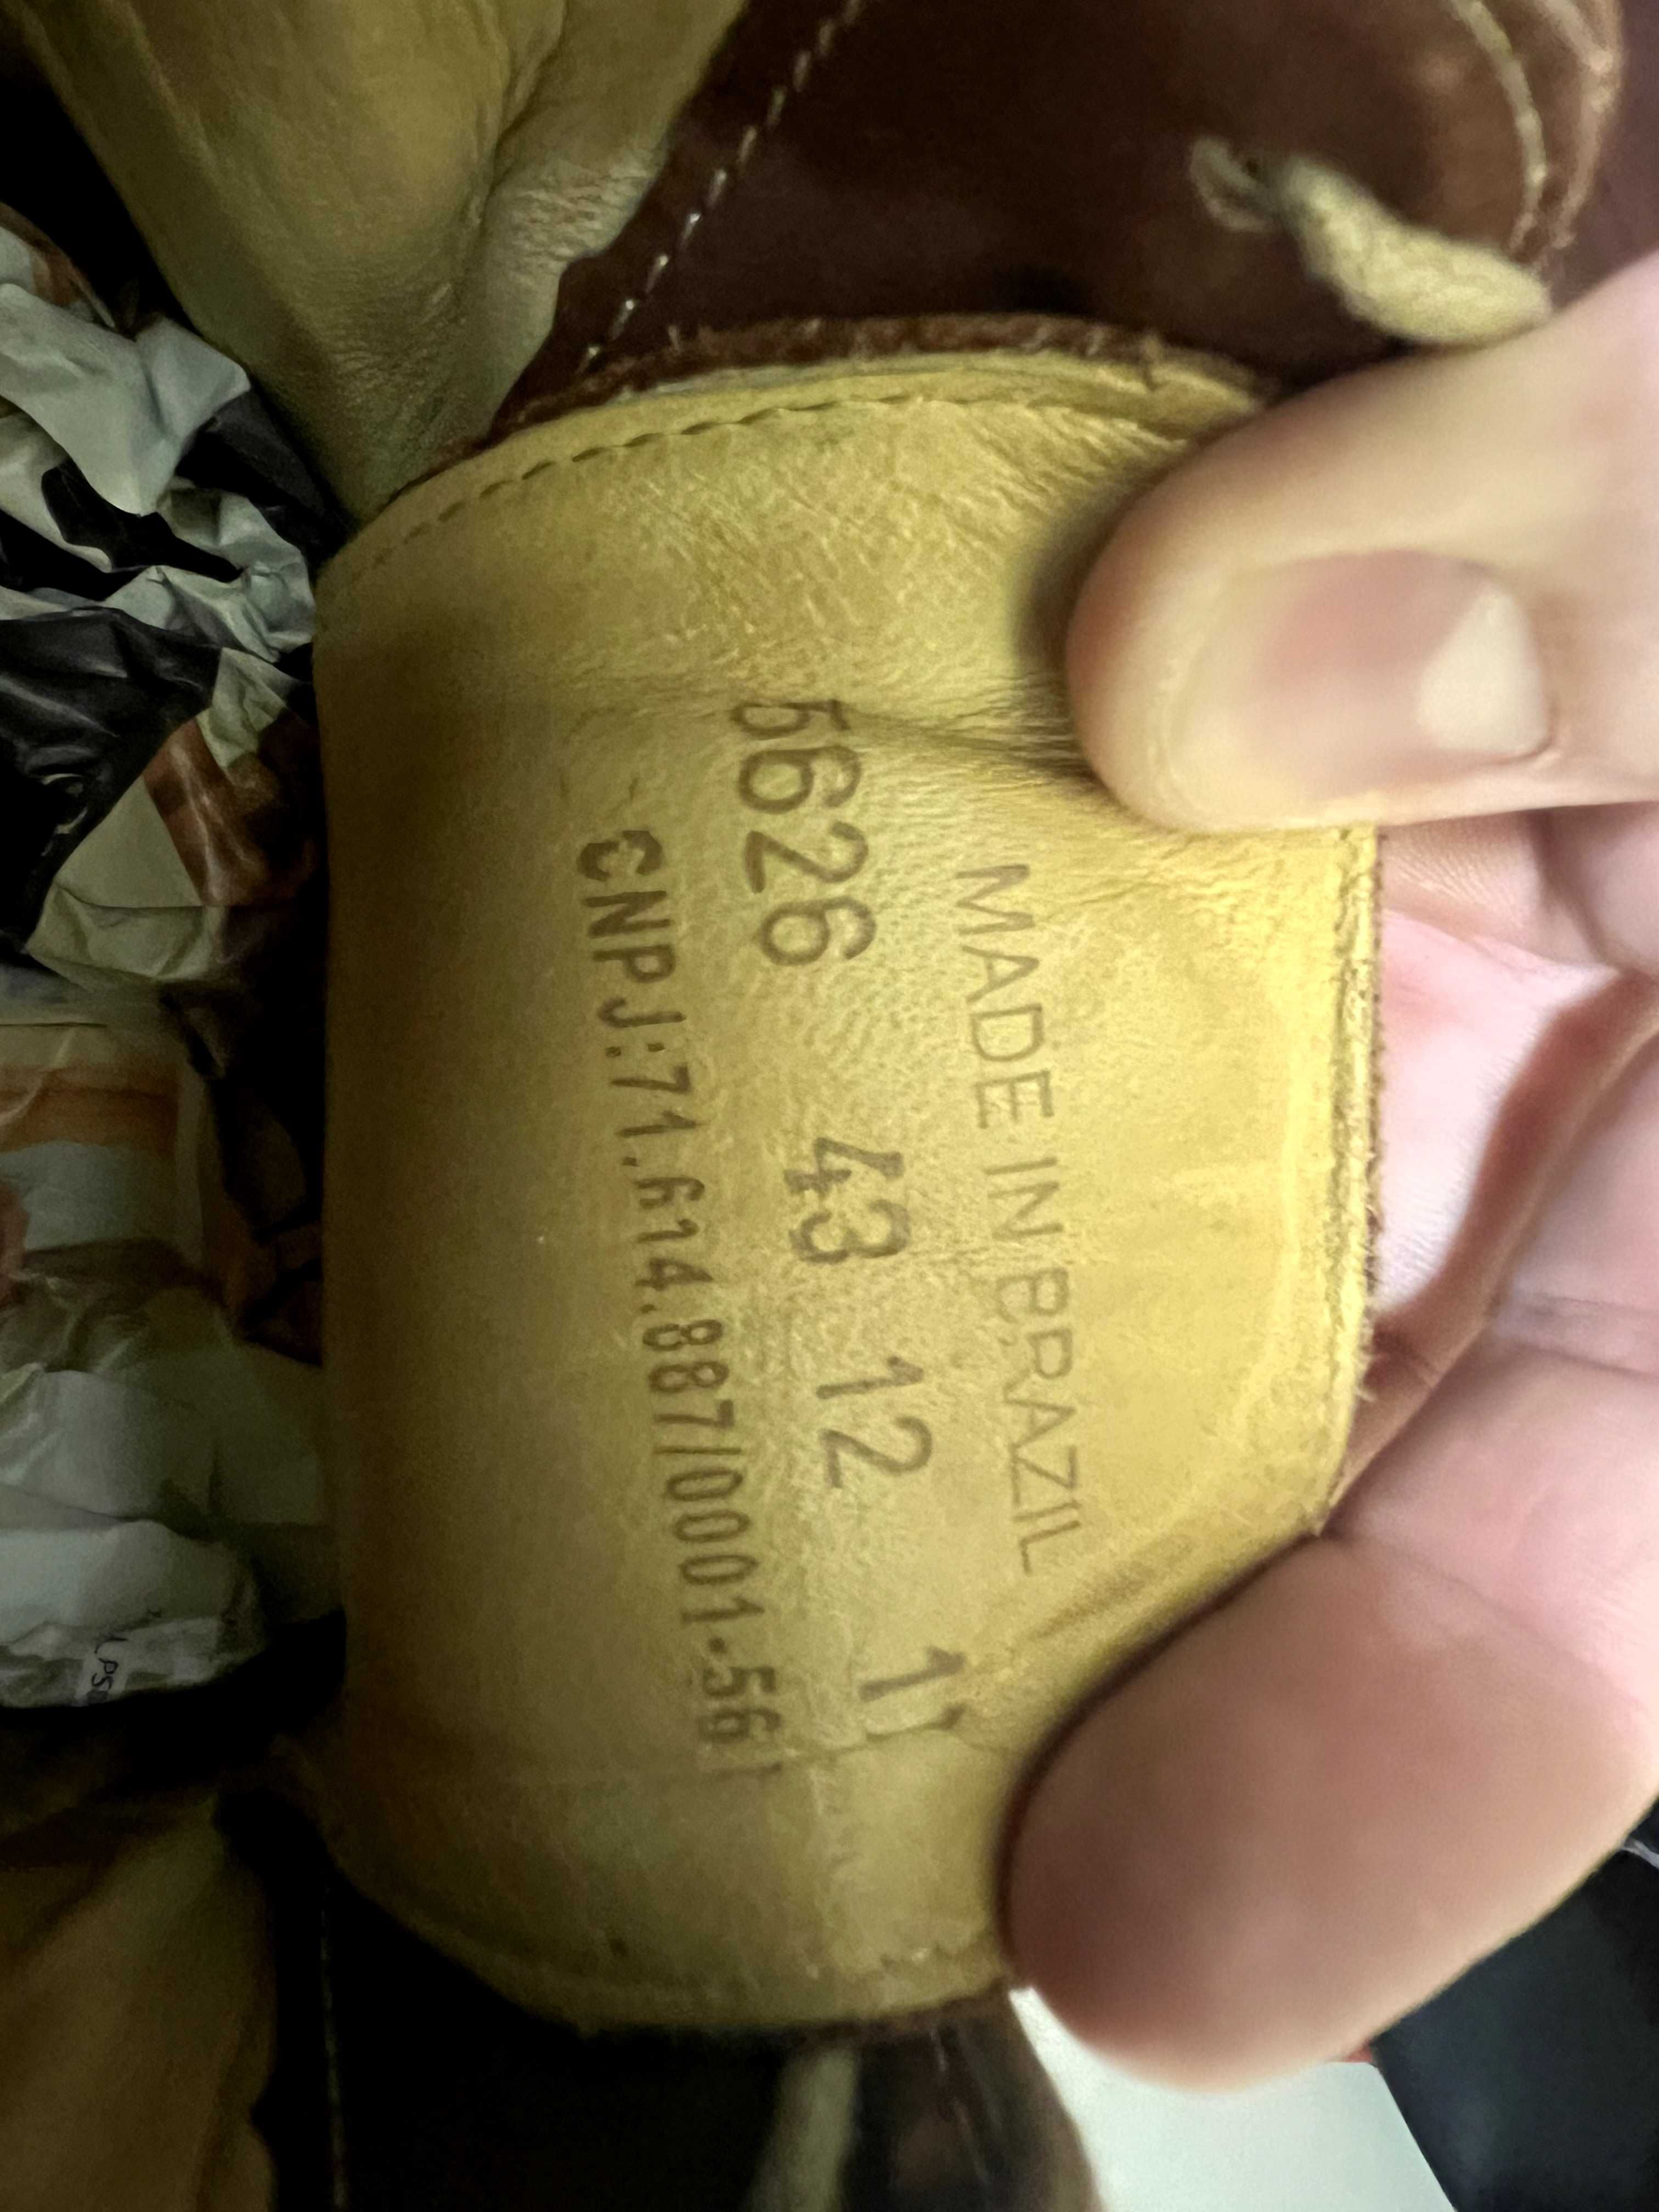 MADE IN BRAZIL
5626 43 12 11
CNPJ:71.614.887/0001-56